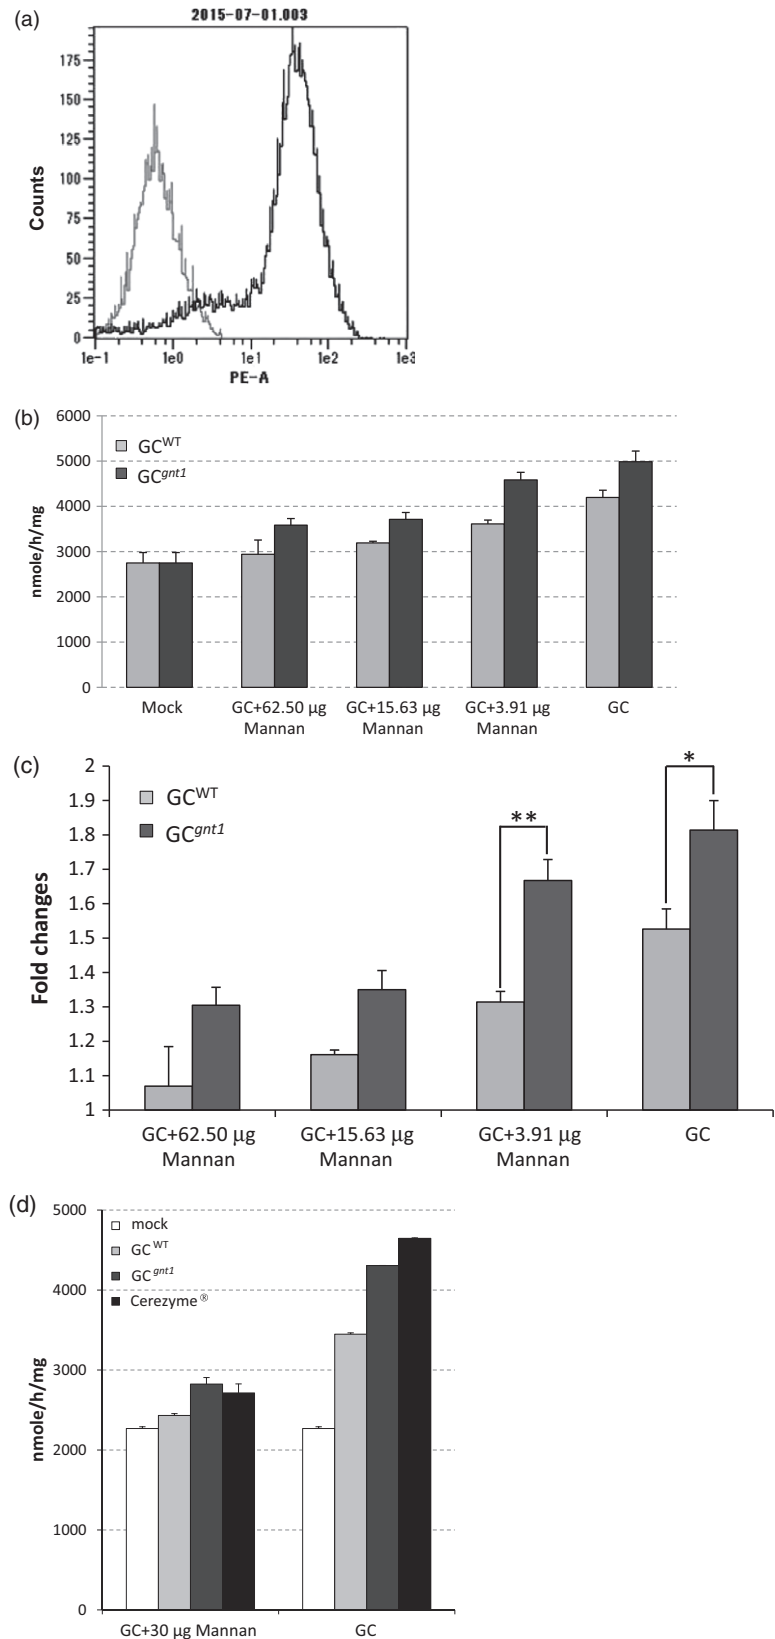 (a)
2015-07-01.003
175
150
125
100
75
50
25
0
Counts
1e-1 1e0 1e1 1e2 1e3
PE-A
(b)
6000
5000
4000
3000
2000
1000
0
nmole/h/mg
GC^WT
GC^gnt1
Mock GC+62.50 µg Mannan GC+15.63 µg Mannan GC+3.91 µg Mannan GC
(c)
2
1.9
1.8
1.7
1.6
1.5
1.4
1.3
1.2
1.1
1
Fold changes
GC^WT
GC^gnt1
**
*
GC+62.50 µg Mannan GC+15.63 µg Mannan GC+3.91 µg Mannan GC
(d)
5000
4000
3000
2000
1000
0
nmole/h/mg
mock
GC^WT
GC^gnt1
Cerezyme®
GC+30 µg Mannan GC